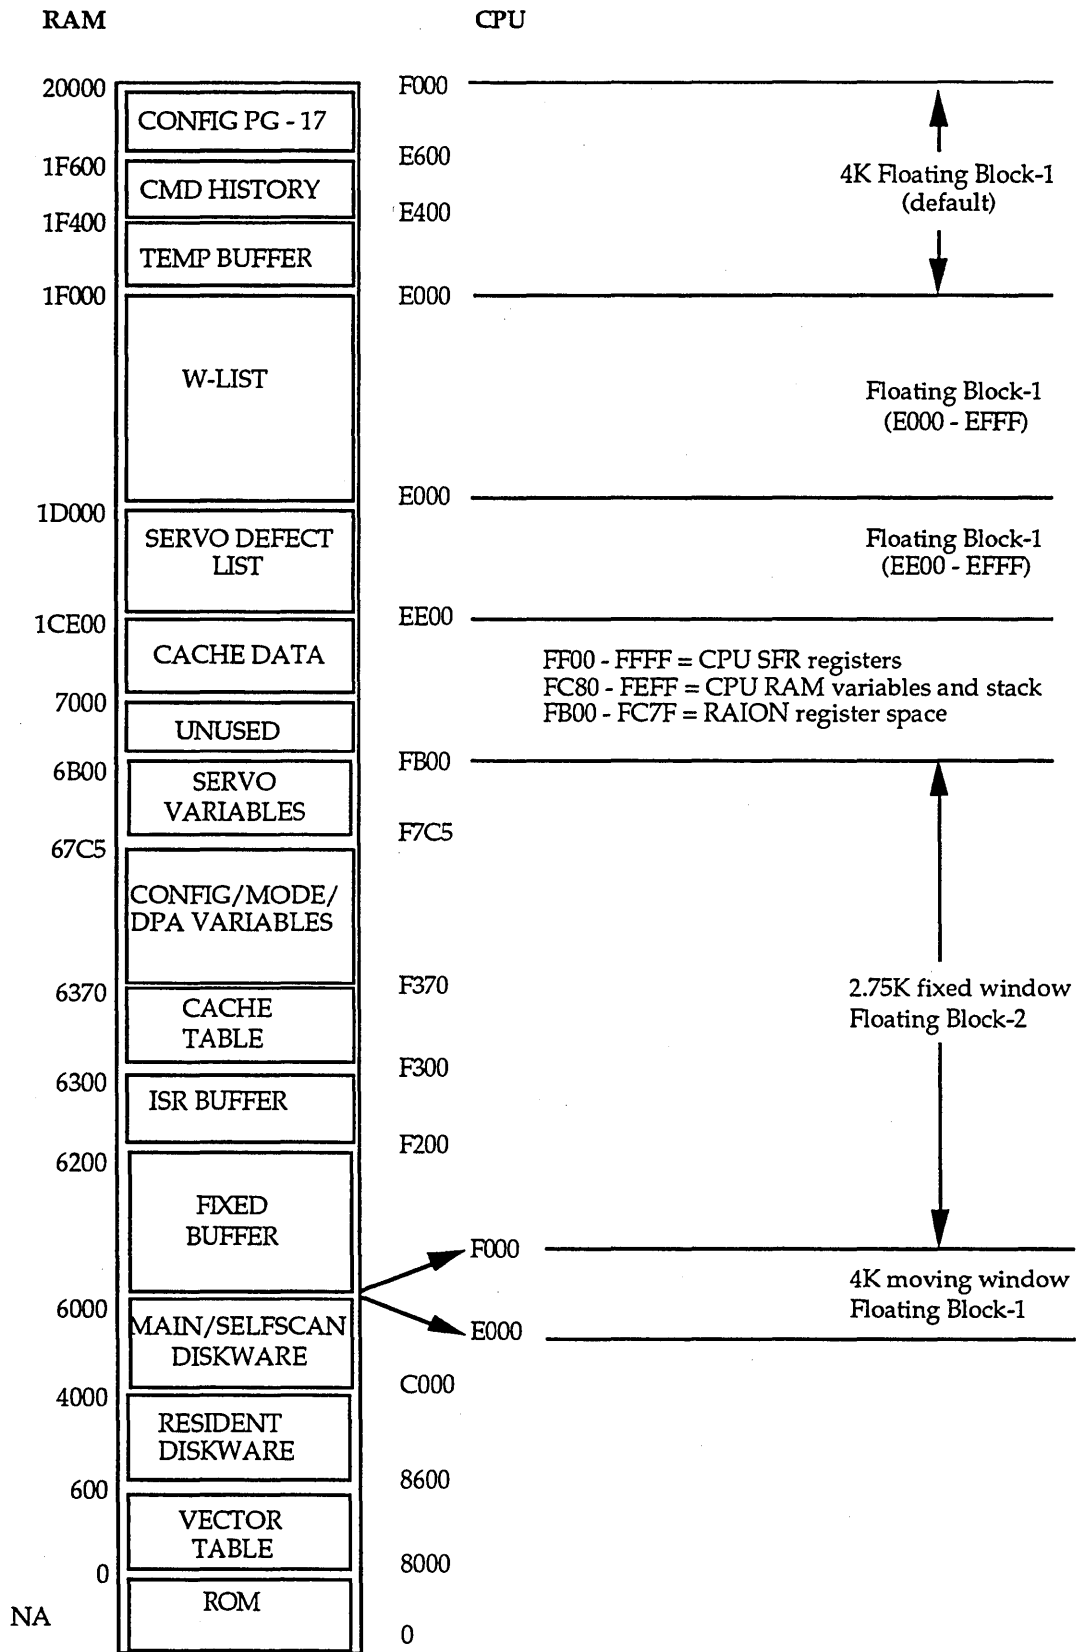 RAM CPU
20000 F000
CONFIG PG - 17
E600
1F600
4K Floating Block-1
CMD HISTORY
(default)
E400
1F400
TEMP BUFFER
1F000 E000
W-LIST
Floating Block-1
(E000 - EFFF)
E000
1D000
SERVO DEFECT
LIST
Floating Block-1
(EE00 - EFFF)
1CE00 EE00
CACHE DATA
FF00 - FFFF = CPU SFR registers
FC80 - FEFF = CPU RAM variables and stack
FB00 - FC7F = RAION register space
7000
UNUSED
6B00 FB00
SERVO
VARIABLES
F7C5
67C5
CONFIG/MODE/
DPA VARIABLES
6370 F370
2.75K fixed window
Floating Block-2
CACHE
TABLE
F300
6300
ISR BUFFER
F200
6200
FIXED
BUFFER
F000
4K moving window
Floating Block-1
6000
MAIN/SELFSCAN
DISKWARE
E000
C000
4000
RESIDENT
DISKWARE
8600
600
VECTOR
TABLE
8000
0
ROM
NA
0